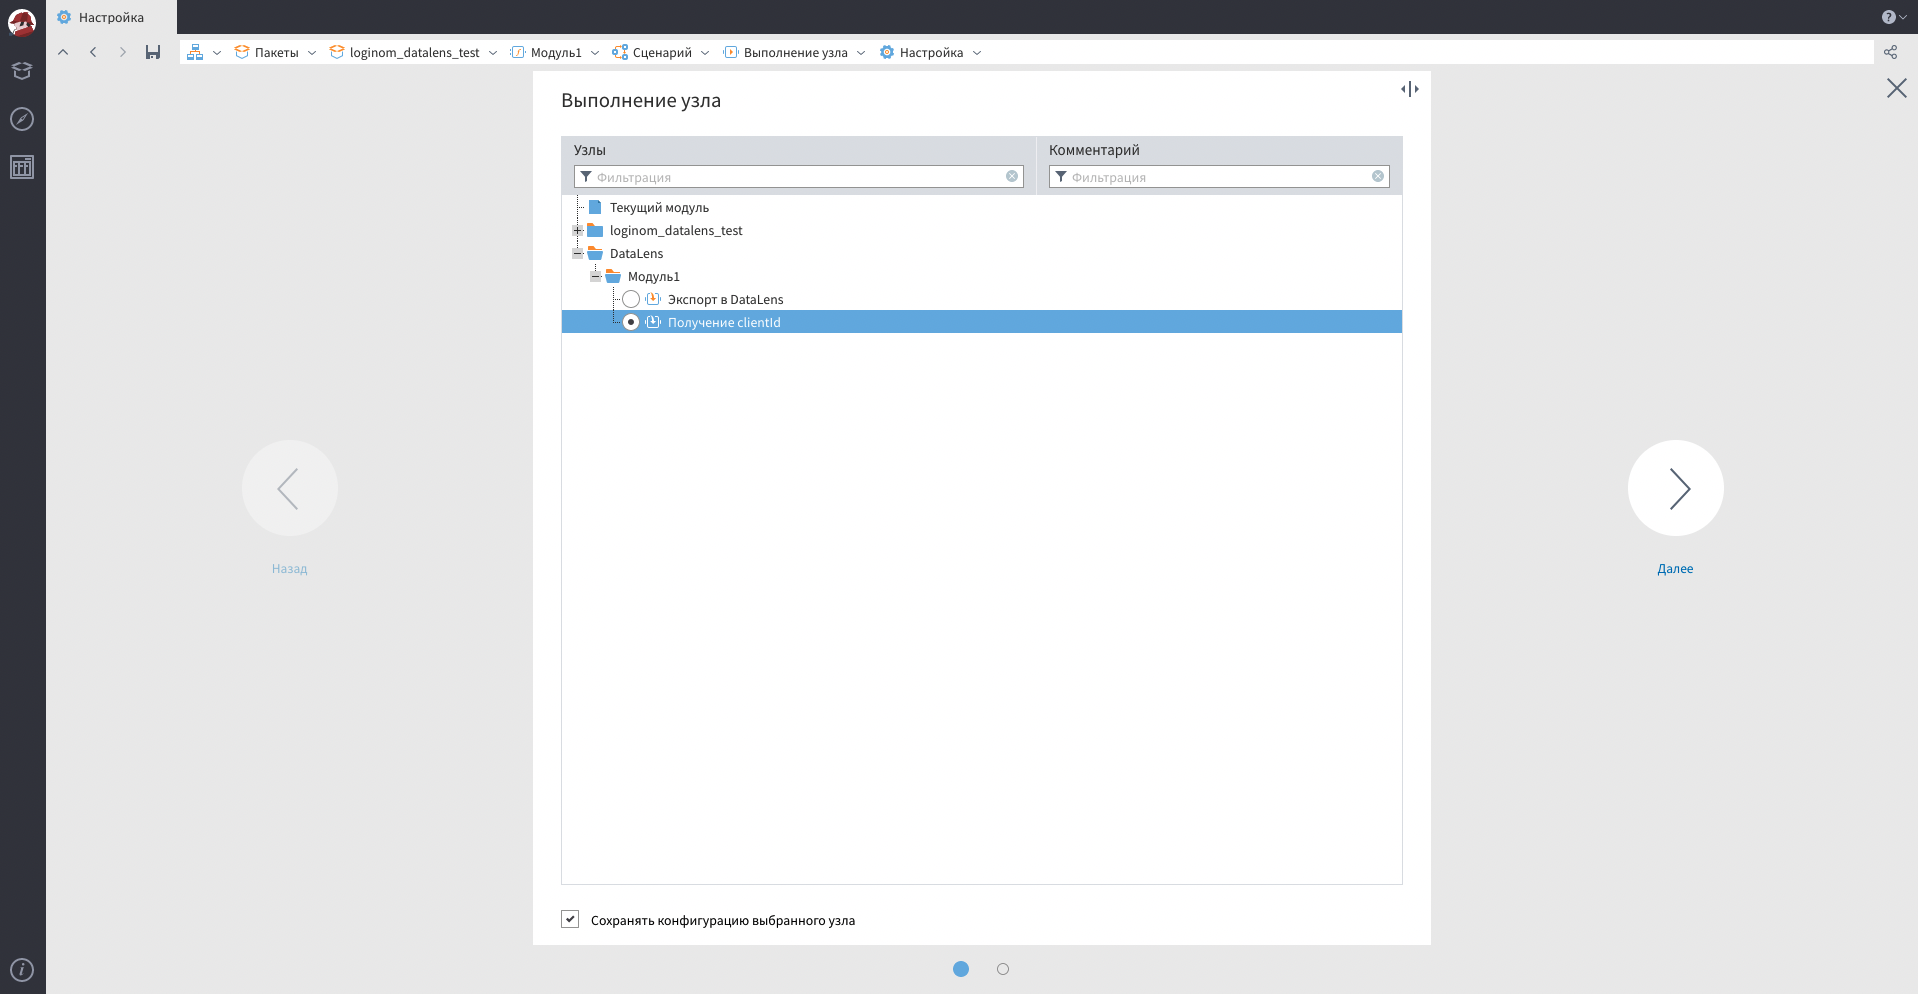 Настройка
Пакеты loginom_datalens_test Модуль1 Сценарий Выполнение узла Настройка
Выполнение узла
Узлы Комментарий
Фильтрация Фильтрация
Текущий модуль
loginom_datalens_test
DataLens
Модуль1
Экспорт в DataLens
Получение clientId
Назад Далее
Сохранять конфигурацию выбранного узла